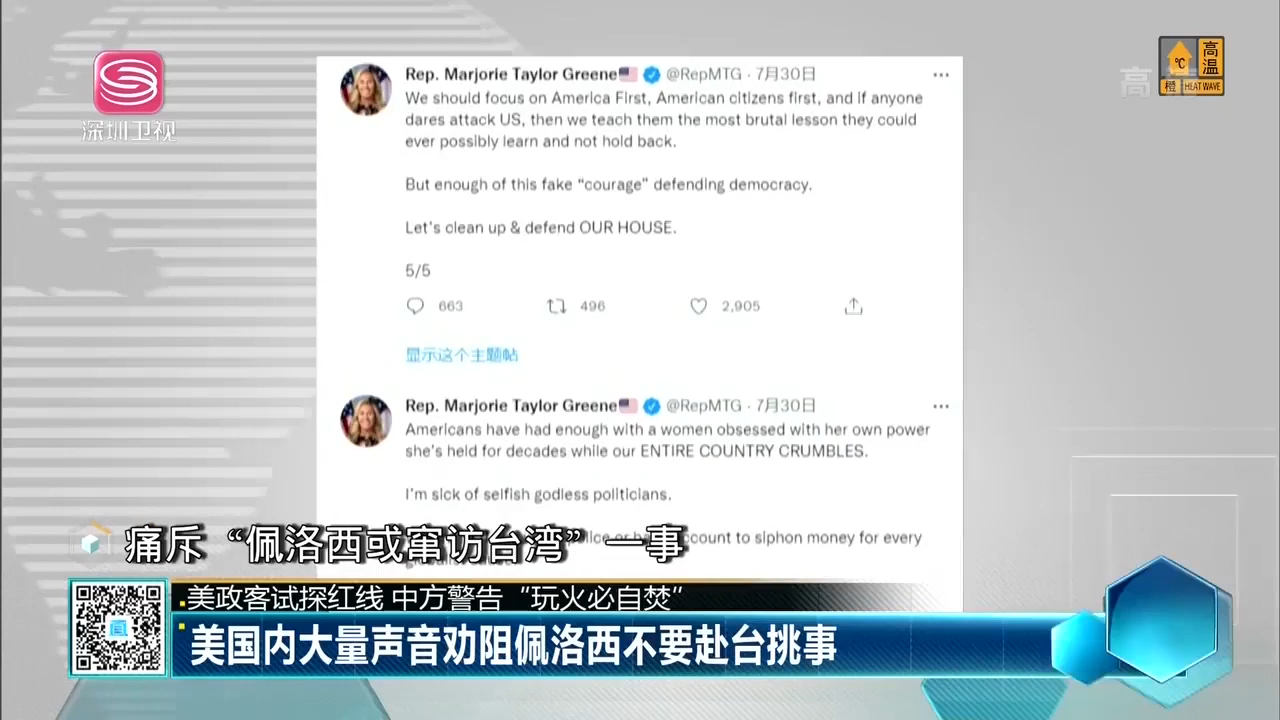 深圳卫视
高温
℃
橙 HEAT WAVE
高
Rep. Marjorie Taylor Greene @RepMTG · 7月30日
We should focus on America First, American citizens first, and if anyone
dares attack US, then we teach them the most brutal lesson they could
ever possibly learn and not hold back.
But enough of this fake “courage” defending democracy.
Let's clean up & defend OUR HOUSE.
5/5
663 496 2,905
显示这个主题帖
Rep. Marjorie Taylor Greene @RepMTG · 7月30日
Americans have had enough with a women obsessed with her own power
she's held for decades while our ENTIRE COUNTRY CRUMBLES.
I'm sick of selfish godless politicians.
account to siphon money for every
痛斥“佩洛西或窜访台湾”一事
美政客试探红线 中方警告“玩火必自焚”
美国内大量声音劝阻佩洛西不要赴台挑事